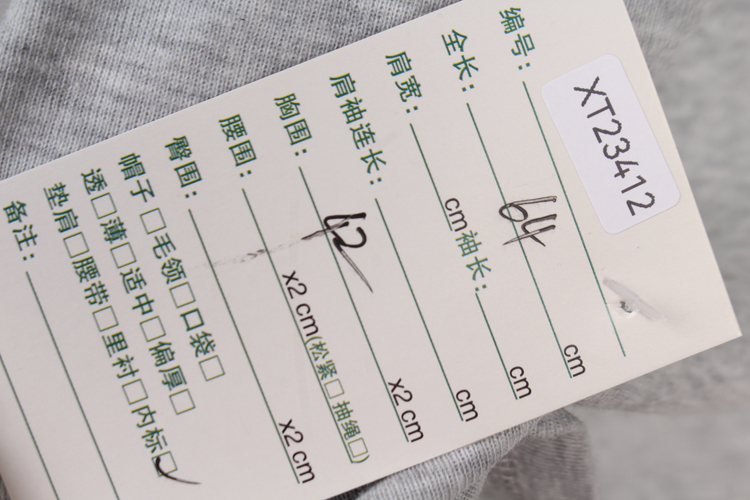 编号: XT23412
全长: 64 cm
肩宽: cm 袖长: cm
肩袖连长: cm
胸围: 42 x2 cm
腰围: x2 cm(松紧□ 抽绳□)
臀围: x2 cm
帽子□毛领□口袋□
透□薄□适中□偏厚□
垫肩□腰带□里衬□内标☑
备注: